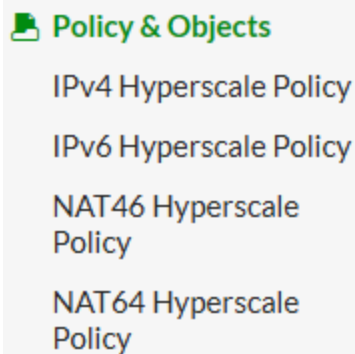 Policy & Objects
IPv4 Hyperscale Policy
IPv6 Hyperscale Policy
NAT46 Hyperscale
Policy
NAT64 Hyperscale
Policy